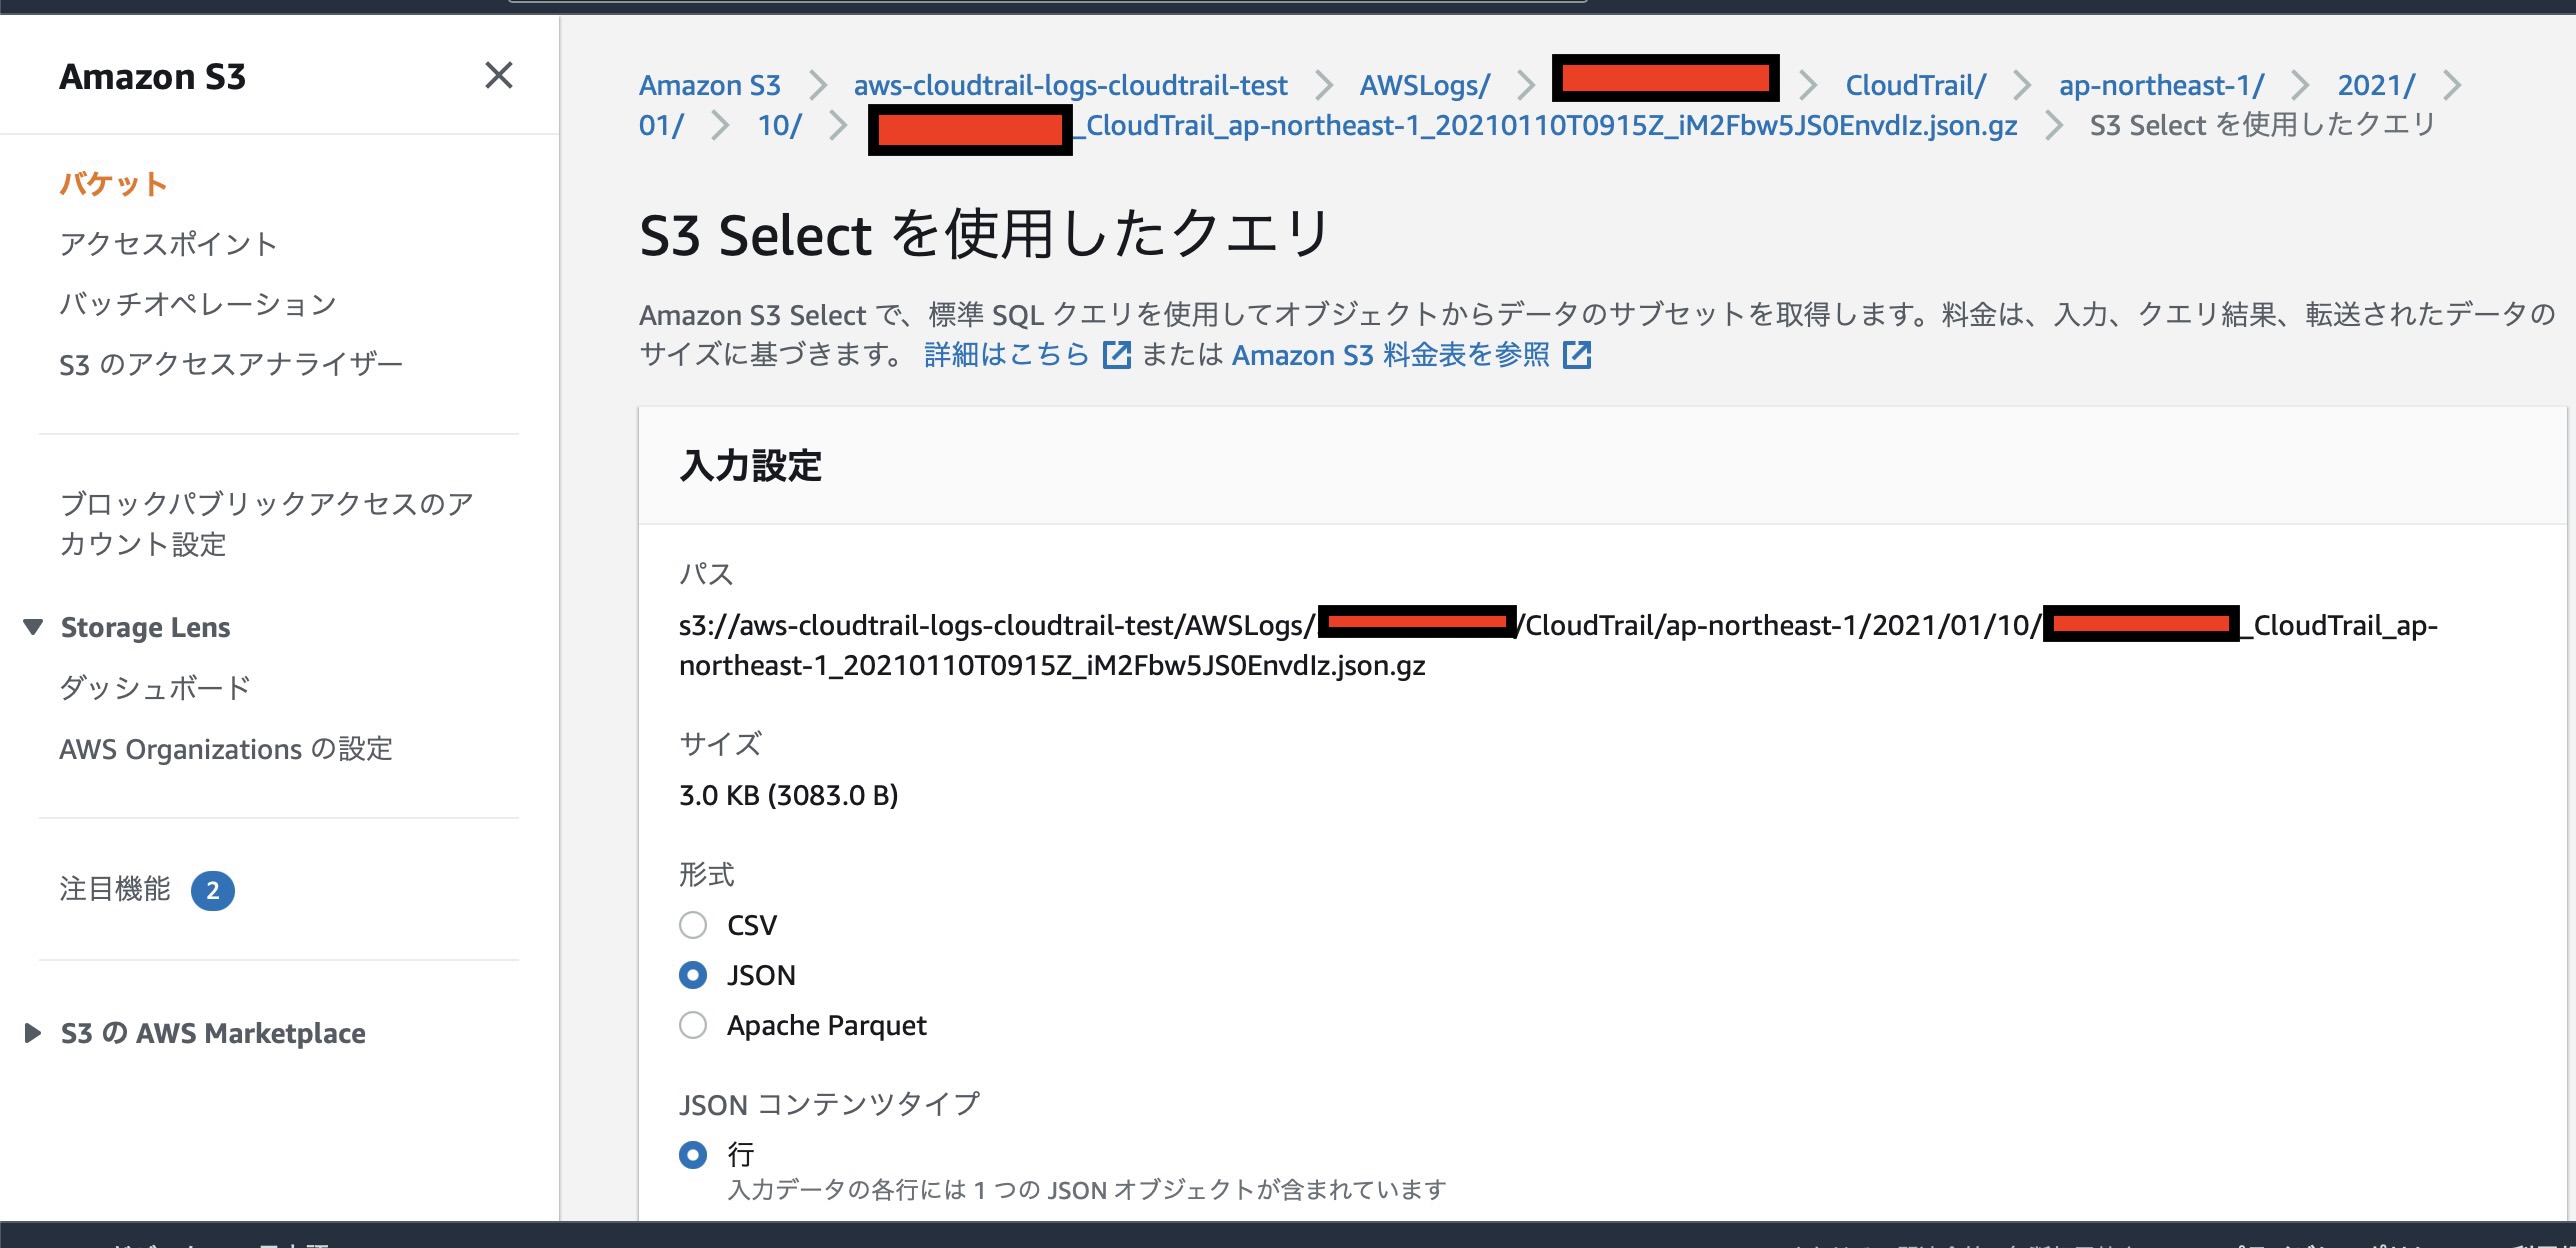 Amazon S3
バケット
アクセスポイント
バッチオペレーション
S3 のアクセスアナライザー
ブロックパブリックアクセスのア
カウント設定
Storage Lens
ダッシュボード
AWS Organizations の設定
注目機能 2
S3 の AWS Marketplace
Amazon S3 aws-cloudtrail-logs-cloudtrail-test AWSLogs/ CloudTrail/ ap-northeast-1/ 2021/
01/ 10/ _CloudTrail_ap-northeast-1_20210110T0915Z_iM2Fbw5JS0EnvdIz.json.gz S3 Select を使用したクエリ
S3 Select を使用したクエリ
Amazon S3 Select で、標準 SQL クエリを使用してオブジェクトからデータのサブセットを取得します。料金は、入力、クエリ結果、転送されたデータの
サイズに基づきます。 詳細はこちら または Amazon S3 料金表を参照
入力設定
パス
s3://aws-cloudtrail-logs-cloudtrail-test/AWSLogs/ /CloudTrail/ap-northeast-1/2021/01/10/ _CloudTrail_ap-
northeast-1_20210110T0915Z_iM2Fbw5JS0EnvdIz.json.gz
サイズ
3.0 KB (3083.0 B)
形式
CSV
JSON
Apache Parquet
JSON コンテンツタイプ
行
入力データの各行には 1 つの JSON オブジェクトが含まれています